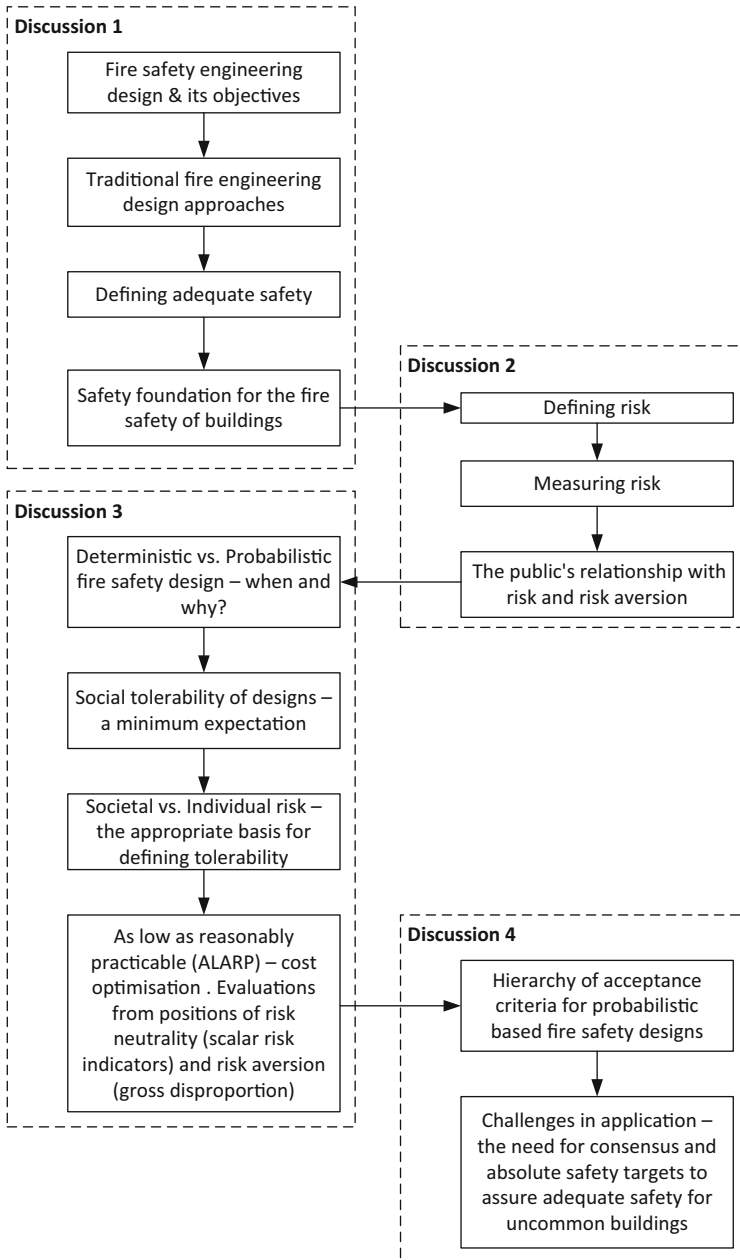 Discussion 1
Fire safety engineering
design & its objectives
Traditional fire engineering
design approaches
Defining adequate safety
Safety foundation for the fire
safety of buildings
Discussion 2
Defining risk
Measuring risk
The public's relationship with
risk and risk aversion
Discussion 3
Deterministic vs. Probabilistic
fire safety design – when and
why?
Social tolerability of designs –
a minimum expectation
Societal vs. Individual risk –
the appropriate basis for
defining tolerability
As low as reasonably
practicable (ALARP) – cost
optimisation . Evaluations
from positions of risk
neutrality (scalar risk
indicators) and risk aversion
(gross disproportion)
Discussion 4
Hierarchy of acceptance
criteria for probabilistic
based fire safety designs
Challenges in application –
the need for consensus and
absolute safety targets to
assure adequate safety for
uncommon buildings